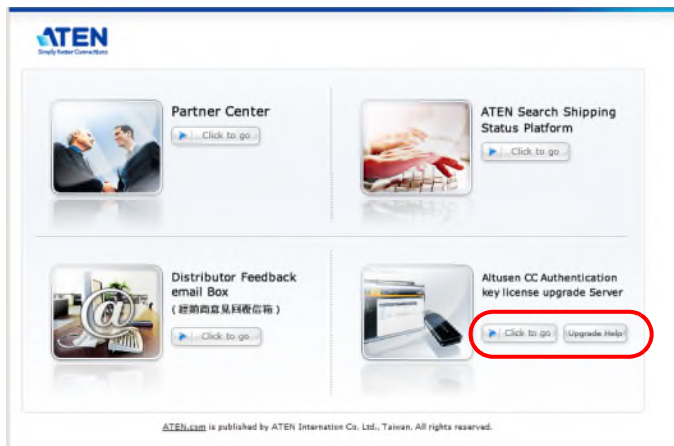 ATEN
Simply Better Connections
Partner Center
Click to go
ATEN Search Shipping
Status Platform
Click to go
Distributor Feedback
email Box
(經銷商意見回覆信箱)
Click to go
Altusen CC Authentication
key license upgrade Server
Click to go
Upgrade Help
ATEN.com is published by ATEN Internation Co. Ltd., Taiwan. All rights reserved.